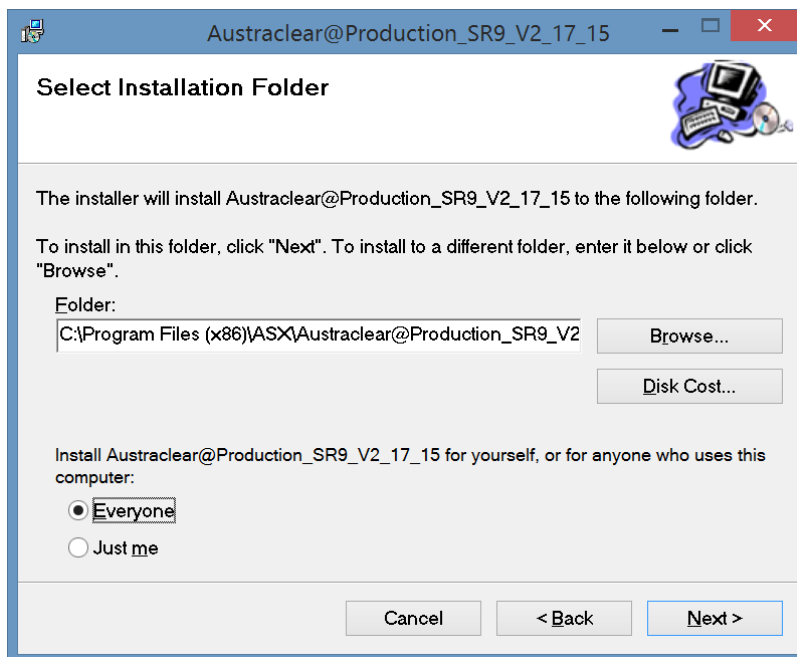 Austraclear@Production_SR9_V2_17_15
Select Installation Folder
The installer will install Austraclear@Production_SR9_V2_17_15 to the following folder.
To install in this folder, click "Next". To install to a different folder, enter it below or click
"Browse".
Folder:
C:\Program Files (x86)\ASX\Austraclear@Production_SR9_V2
Browse...
Disk Cost...
Install Austraclear@Production_SR9_V2_17_15 for yourself, or for anyone who uses this
computer:
Everyone
Just me
Cancel
< Back
Next >